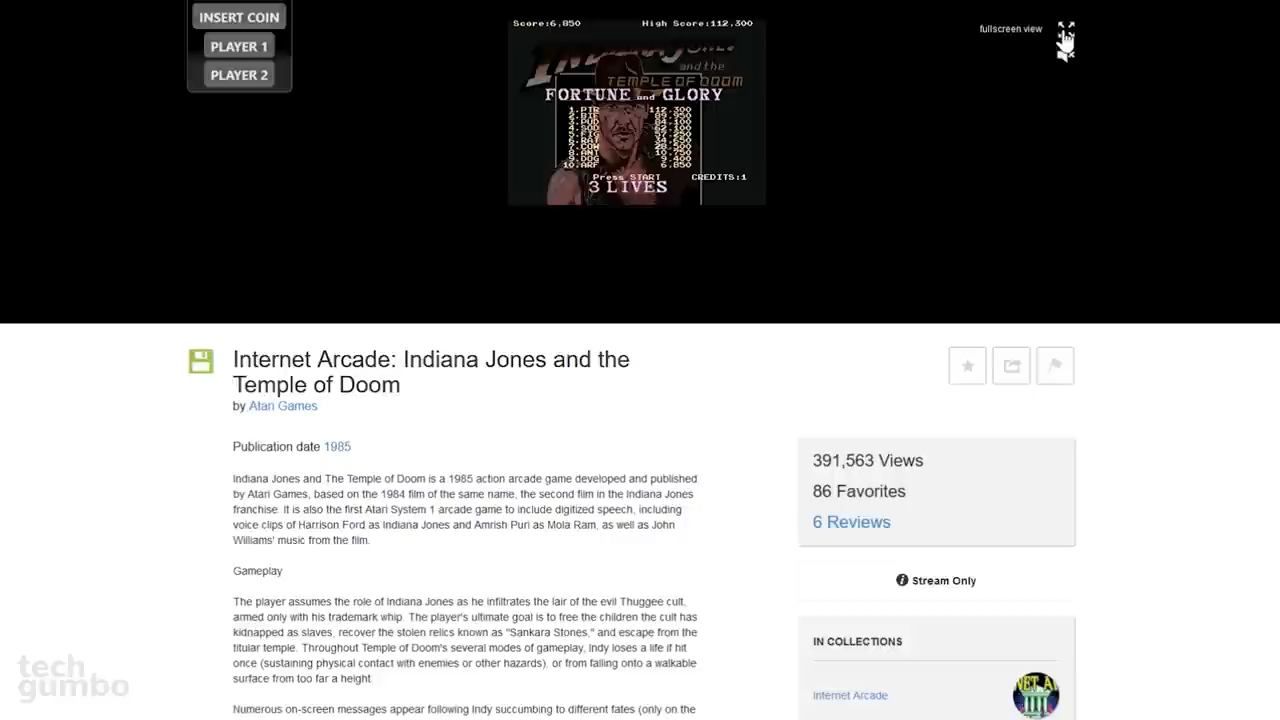 INSERT COIN
PLAYER 1
PLAYER 2
Score:6,850 High Score:112,300
fullscreen view
and the
TEMPLE OF DOOM
FORTUNE and GLORY
112,300
10,750
9,400
6,850
Press START CREDITS:1
3 LIVES
Internet Arcade: Indiana Jones and the
Temple of Doom
by Atari Games
Publication date 1985
Indiana Jones and The Temple of Doom is a 1985 action arcade game developed and published
by Atari Games, based on the 1984 film of the same name, the second film in the Indiana Jones
franchise. It is also the first Atari System 1 arcade game to include digitized speech, including
voice clips of Harrison Ford as Indiana Jones and Amrish Puri as Mola Ram, as well as John
Williams' music from the film.
Gameplay
The player assumes the role of Indiana Jones as he infiltrates the lair of the evil Thuggee cult,
armed only with his trademark whip. The player's ultimate goal is to free the children the cult has
kidnapped as slaves, recover the stolen relics known as "Sankara Stones," and escape from the
titular temple. Throughout Temple of Doom's several modes of gameplay, Indy loses a life if hit
once (sustaining physical contact with enemies or other hazards), or from falling onto a walkable
surface from too far a height
Numerous on-screen messages appear following Indy succumbing to different fates (only on the
391,563 Views
86 Favorites
6 Reviews
Stream Only
IN COLLECTIONS
Internet Arcade
tech
gumbo